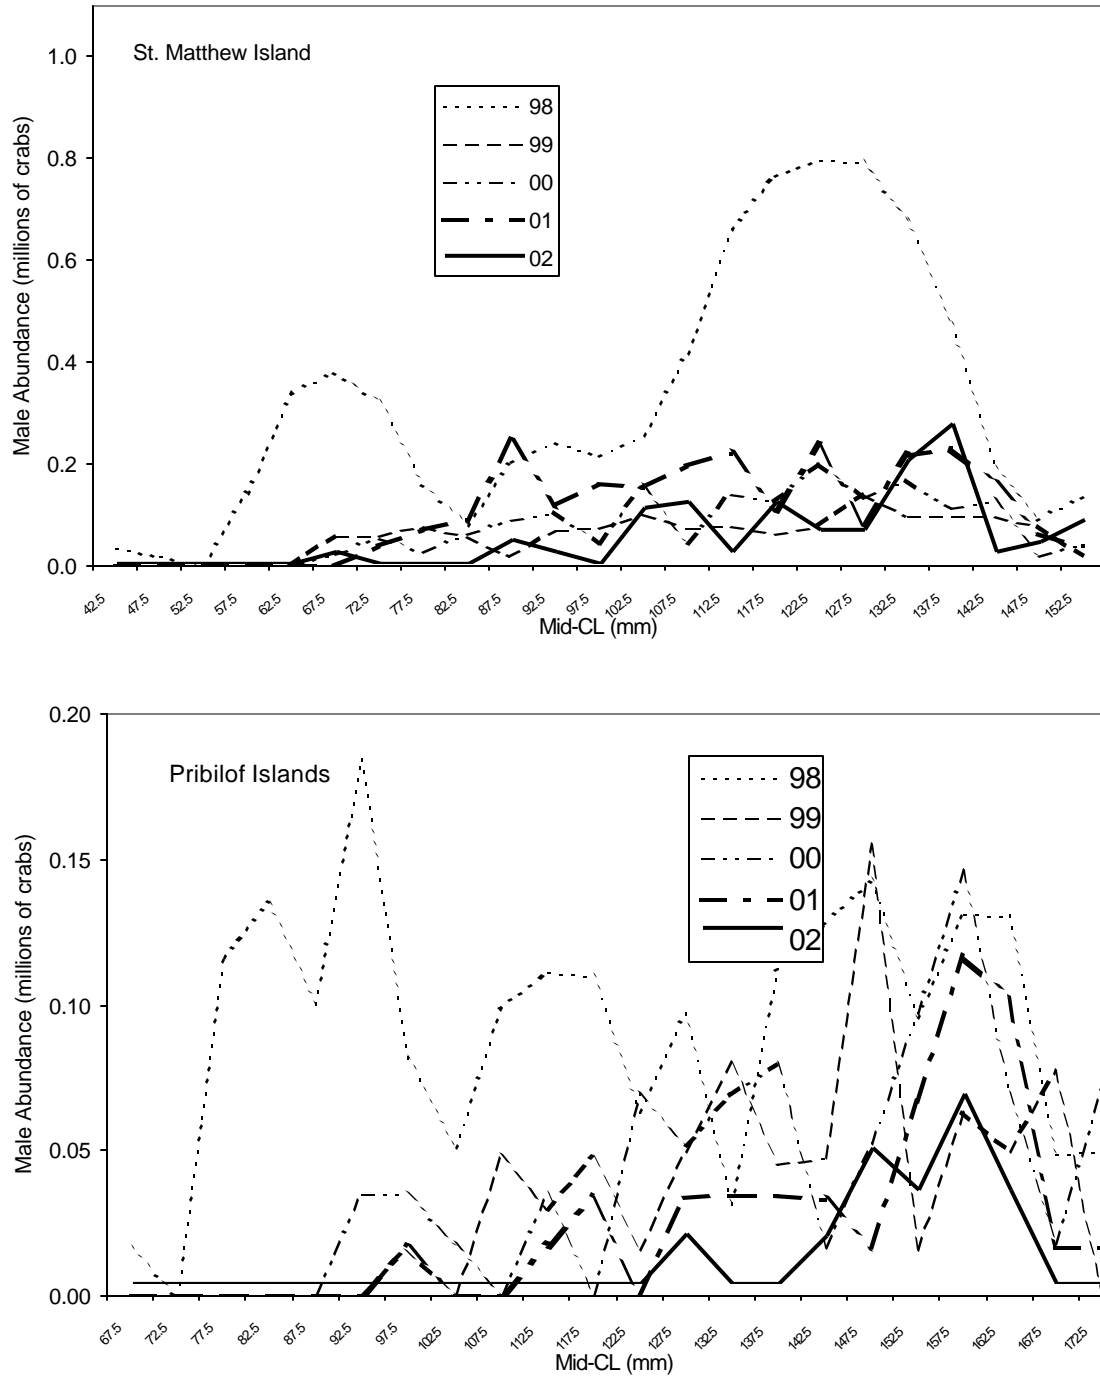 St. Matthew Island
Male Abundance (millions of crabs)
1.0
0.8
0.6
0.4
0.2
0.0
98
99
00
01
02
42.5 47.5 52.5 57.5 62.5 67.5 72.5 77.5 82.5 87.5 92.5 97.5 102.5 107.5 112.5 117.5 122.5 127.5 132.5 137.5 142.5 147.5 152.5
Mid-CL (mm)
Pribilof Islands
Male Abundance (millions of crabs)
0.20
0.15
0.10
0.05
0.00
98
99
00
01
02
67.5 72.5 77.5 82.5 87.5 92.5 97.5 102.5 107.5 112.5 117.5 122.5 127.5 132.5 137.5 142.5 147.5 152.5 157.5 162.5 167.5 172.5
Mid-CL (mm)